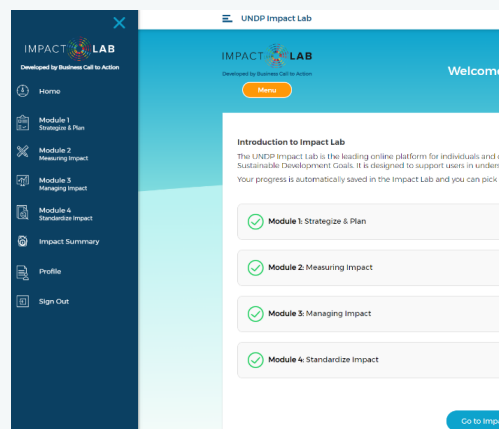 IMPACT LAB
Developed by Business Call to Action
Home
Module 1
Strategize & Plan
Module 2
Measuring Impact
Module 3
Managing Impact
Module 4
Standardize Impact
Impact Summary
Profile
Sign Out
UNDP Impact Lab
IMPACT LAB
Developed by Business Call to Action
Menu
Welcome
Introduction to Impact Lab
The UNDP Impact Lab is the leading online platform for individuals and
Sustainable Development Goals. It is designed to support users in
Your progress is automatically saved in the Impact Lab and you can pick
Module 1: Strategize & Plan
Module 2: Measuring Impact
Module 3: Managing Impact
Module 4: Standardize Impact
Go to